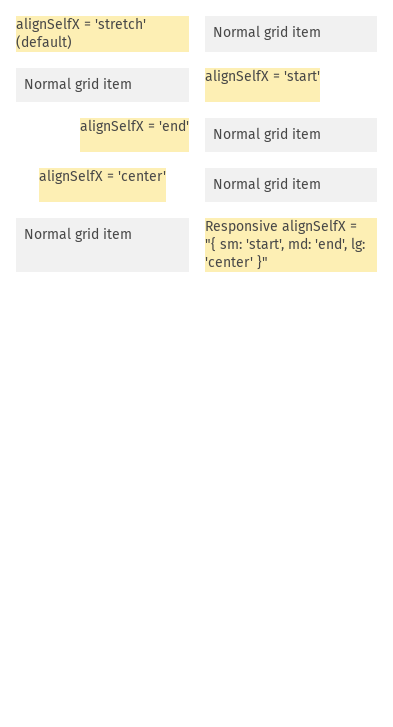 alignSelfX = 'stretch'
(default)
Normal grid item
Normal grid item
alignSelfX = 'start'
alignSelfX = 'end'
Normal grid item
alignSelfX = 'center'
Normal grid item
Normal grid item
Responsive alignSelfX =
"{ sm: 'start', md: 'end', lg:
'center' }"